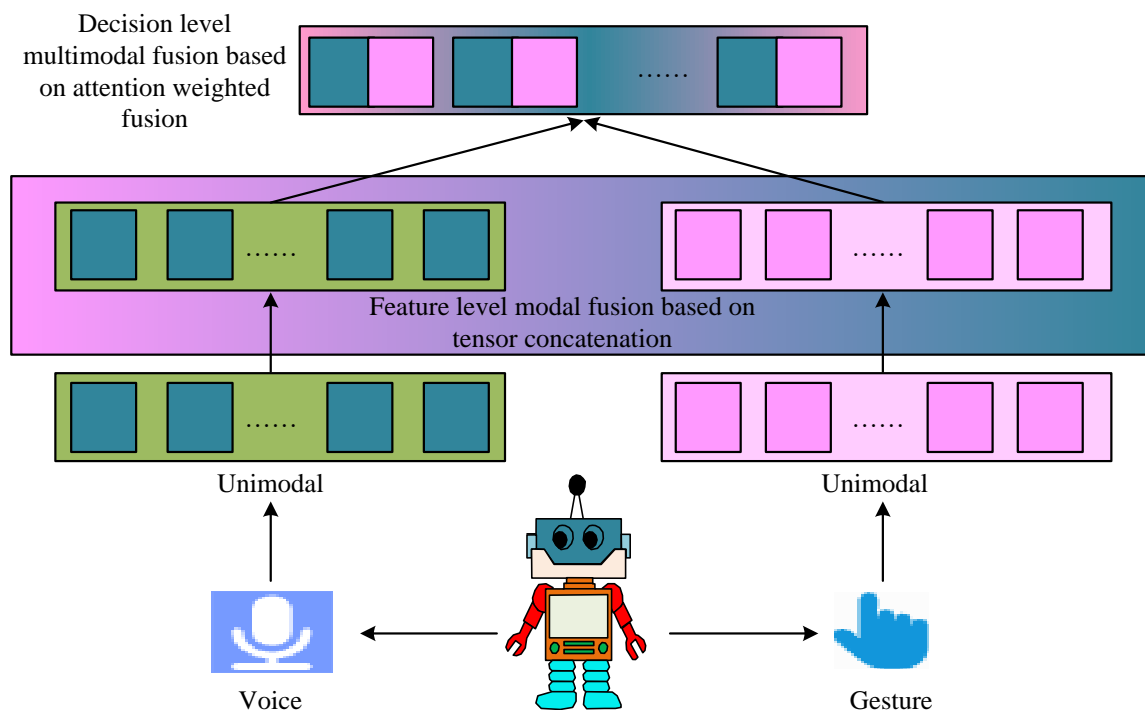 Decision level
multimodal fusion based
on attention weighted
fusion
……
…… ……
Feature level modal fusion based on
tensor concatenation
…… ……
Unimodal Unimodal
Voice Gesture